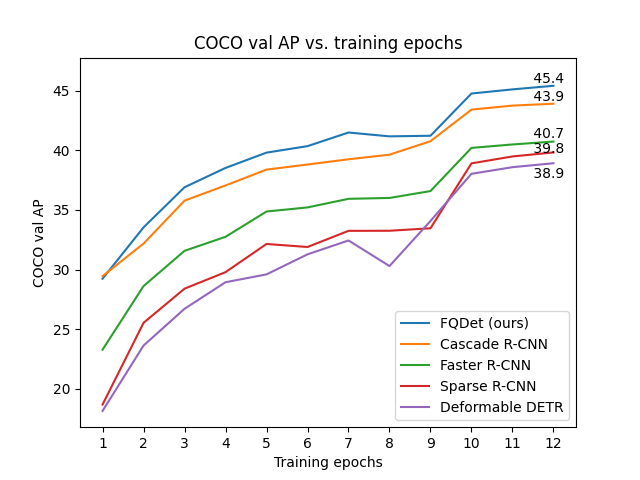 COCO val AP vs. training epochs
COCO val AP
45
40
35
30
25
20
45.4
43.9
40.7
39.8
38.9
FQDet (ours)
Cascade R-CNN
Faster R-CNN
Sparse R-CNN
Deformable DETR
1 2 3 4 5 6 7 8 9 10 11 12
Training epochs